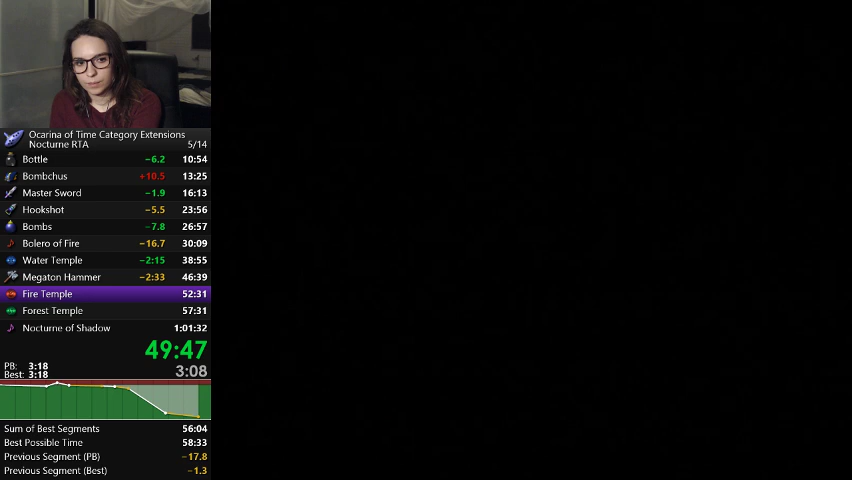 Ocarina of Time Category Extensions
Nocturne RTA 5/14
Bottle −6.2 10:54
Bombchus +10.5 13:25
Master Sword −1.9 16:13
Hookshot −5.5 23:56
Bombs −7.8 26:57
Bolero of Fire −16.7 30:09
Water Temple −2:15 38:55
Megaton Hammer −2:33 46:39
Fire Temple 52:31
Forest Temple 57:31
Nocturne of Shadow 1:01:32
49:47
PB: 3:18
Best: 3:18 3:08
Sum of Best Segments 56:04
Best Possible Time 58:33
Previous Segment (PB) −17.8
Previous Segment (Best) −1.3